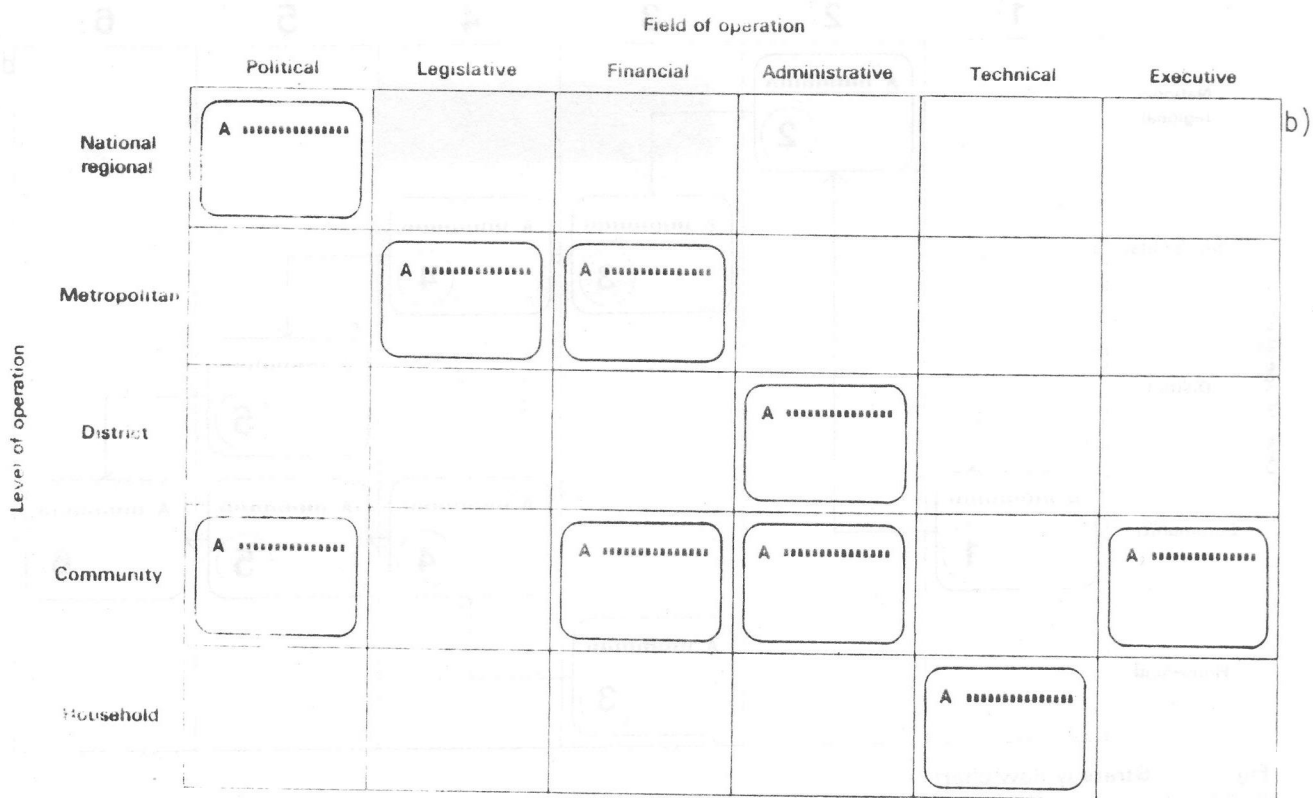 Field of operation
Political Legislative Financial Administrative Technical Executive
b)
National
regional
A
Metropolitan
A A
District
A
Community
A A A A
Household
A
Level of operation